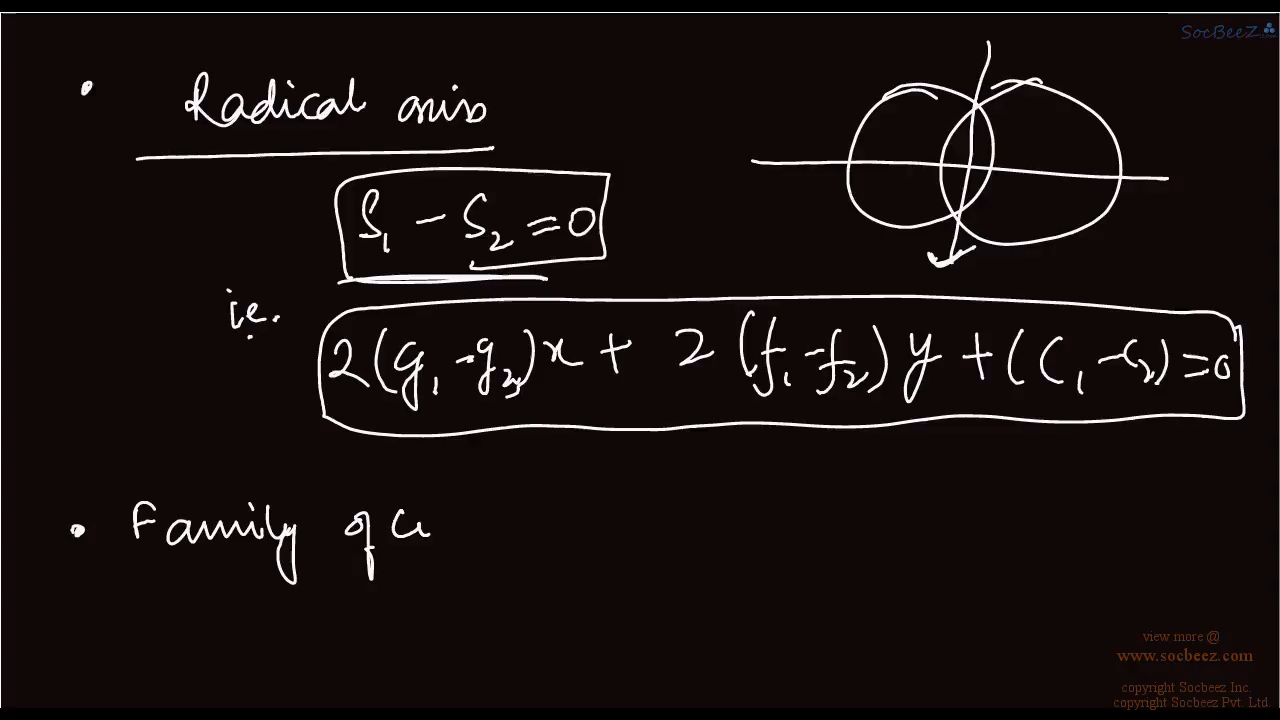 SocBeeZ
• Radical axis
S₁ - S₂ = 0
i.e.
2(g₁ - g₂)x + 2(f₁ - f₂)y + (C₁ - C₂) = 0
• Family of c
view more @
www.socbeez.com
copyright Socbeez Inc.
copyright Socbeez Pvt. Ltd